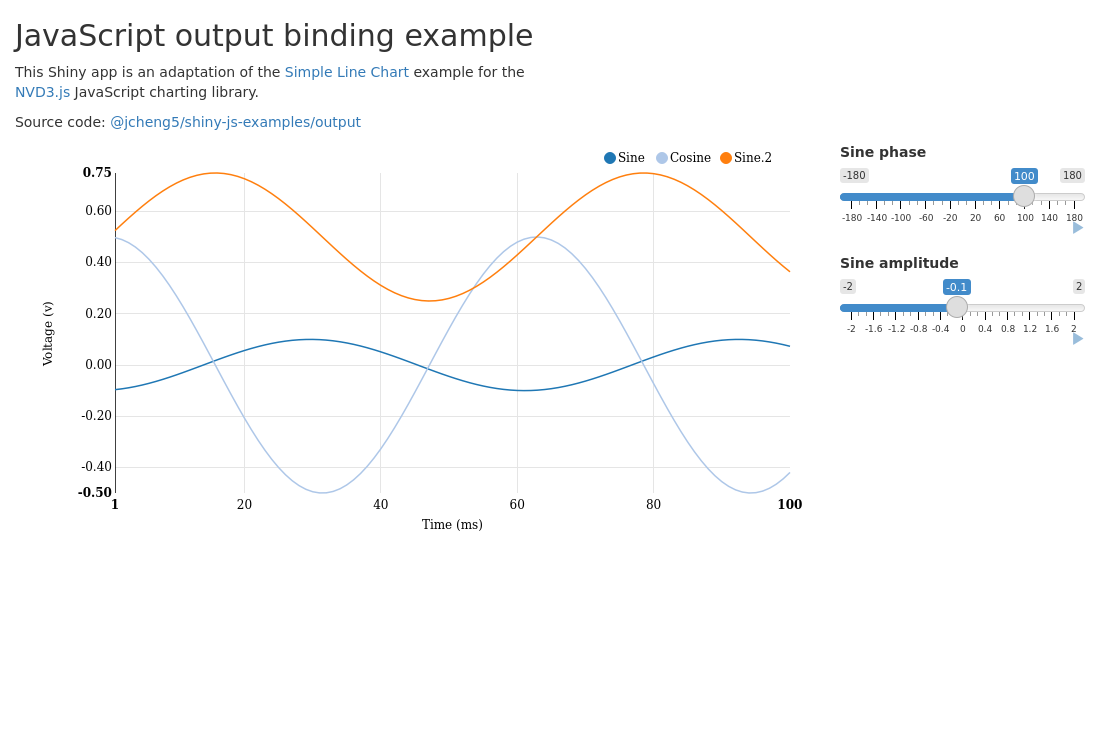 JavaScript output binding example
This Shiny app is an adaptation of the Simple Line Chart example for the
NVD3.js JavaScript charting library.
Source code: @jcheng5/shiny-js-examples/output
Sine Cosine Sine.2
0.75
0.60
0.40
0.20
0.00
-0.20
-0.40
-0.50
Voltage (v)
1 20 40 60 80 100
Time (ms)
Sine phase
-180 100 180
-180 -140 -100 -60 -20 20 60 100 140 180
Sine amplitude
-2 -0.1 2
-2 -1.6 -1.2 -0.8 -0.4 0 0.4 0.8 1.2 1.6 2